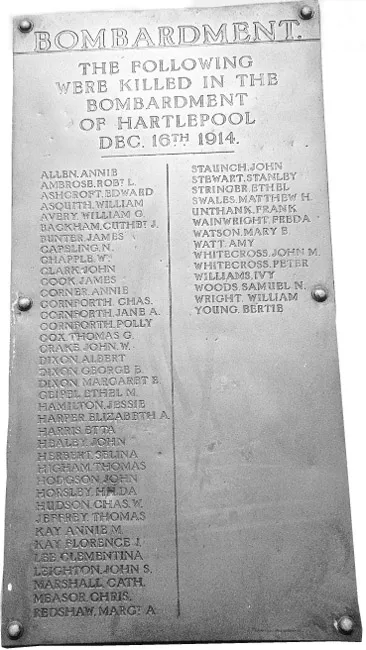 BOMBARDMENT.
THE FOLLOWING
WERE KILLED IN THE
BOMBARDMENT
OF HARTLEPOOL
DEC. 16TH 1914.
ALLEN, ANNIE
AMBROSE, ROBT. L.
ASHCROFT, EDWARD
ASQUITH, WILLIAM
AVERY, WILLIAM G.
BACKHAM, CUTHBT. J.
BUNTER, JAMES
CAPELING, N.
CHAPPLE, W.
CLARK, JOHN
COOK, JAMES
CORNER, ANNIE
CORNFORTH, CHAS.
CORNFORTH, JANE A.
CORNFORTH, POLLY
COX, THOMAS G.
CRAKE, JOHN, W.
DIXON, ALBERT
DIXON, GEORGE E.
DIXON, MARGARET E.
GEIPEL, ETHEL M.
HAMILTON, JESSIE
HARPER, ELIZABETH A.
HARRIS, ETTA
HEALEY, JOHN
HERBERT, SELINA
HIGHAM, THOMAS
HODGSON, JOHN
HORSLEY, HILDA
HUDSON, CHAS. W.
JEFFREY, THOMAS
KAY, ANNIE M.
KAY, FLORENCE J.
LEE, CLEMENTINA
LEIGHTON, JOHN S.
MARSHALL, CATH.
MEASOR, CHRIS.
REDSHAW, MARGT. A.
STAUNCH, JOHN
STEWART, STANLEY
STRINGER, ETHEL
SWALES, MATTHEW H.
UNTHANK, FRANK
WAINWRIGHT, FREDA
WATSON, MARY E.
WATT, AMY
WHITECROSS, JOHN M.
WHITECROSS, PETER
WILLIAMS, IVY
WOODS, SAMUEL N.
WRIGHT, WILLIAM
YOUNG, BERTIE